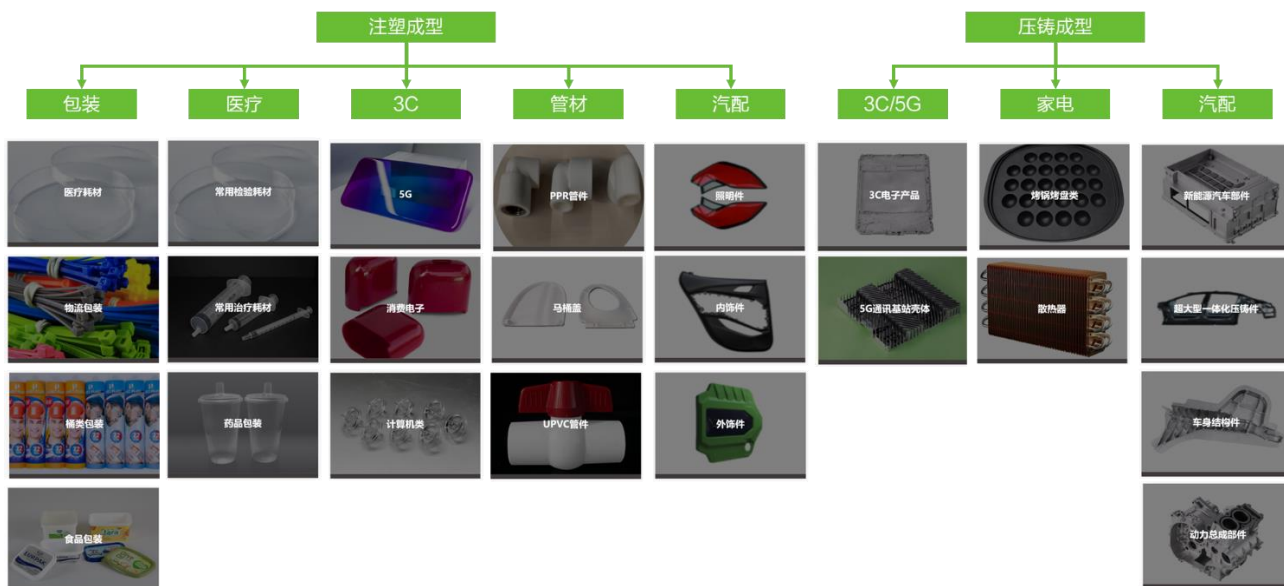 注塑成型
压铸成型
包装
医疗
3C
管材
汽配
3C/5G
家电
汽配
医疗耗材
常用检验耗材
5G
PPR管件
照明件
3C电子产品
烤锅烤盘类
新能源汽车部件
物流包装
常用治疗耗材
消费电子
马桶盖
内饰件
5G通讯基站壳体
散热器
超大型一体化压铸件
桶类包装
药品包装
计算机类
UPVC管件
外饰件
车身结构件
食品包装
动力总成部件